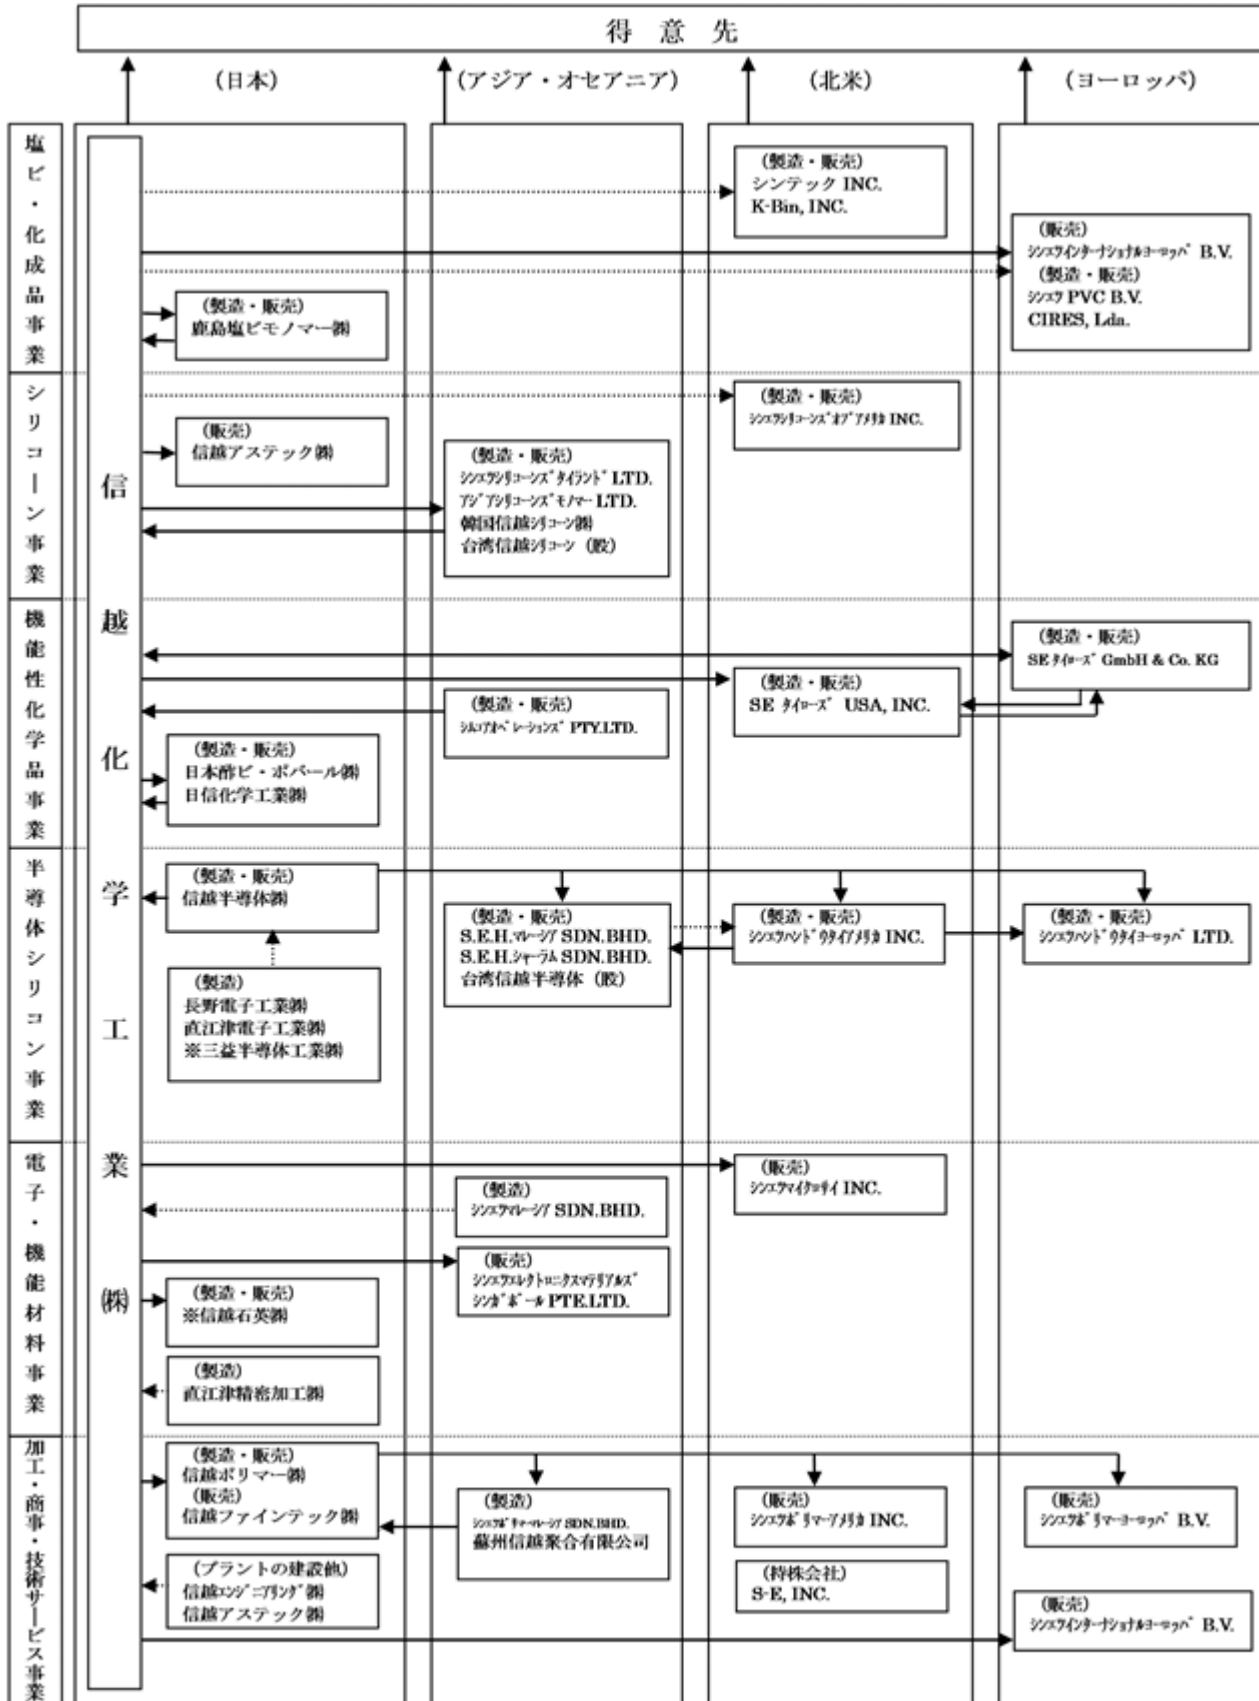 得 意 先
(日本)
(アジア・オセアニア)
(北米)
(ヨーロッパ)
信越化学工業㈱
塩ビ・化成品事業
(製造・販売)
シンテック INC.
K-Bin, INC.
(販売)
シンエツインターナショナルヨーロッパ B.V.
(製造・販売)
シンエツ PVC B.V.
CIRES, Lda.
(製造・販売)
鹿島塩ビモノマー㈱
シリコーン事業
(製造・販売)
シンエツシリコーンズオブアメリカ INC.
(販売)
信越アステック㈱
(製造・販売)
シンエツシリコーンズタイランド LTD.
アジアシリコーンズモノマー LTD.
韓国信越シリコーン㈱
台湾信越シリコーン（股）
機能性化学品事業
(製造・販売)
SE タイローズ GmbH & Co. KG
(製造・販売)
SE タイローズ USA, INC.
(製造・販売)
シムコアオペレーションズ PTY.LTD.
(製造・販売)
日本酢ビ・ポバール㈱
日信化学工業㈱
半導体シリコン事業
(製造・販売)
信越半導体㈱
(製造・販売)
S.E.H.マレーシア SDN.BHD.
S.E.H.シャーラム SDN.BHD.
台湾信越半導体（股）
(製造・販売)
シンエツハンドウタイアメリカ INC.
(製造・販売)
シンエツハンドウタイヨーロッパ LTD.
(製造)
長野電子工業㈱
直江津電子工業㈱
※三益半導体工業㈱
電子・機能材料事業
(販売)
シンエツマイクロサイ INC.
(製造)
シンエツマレーシア SDN.BHD.
(販売)
シンエツエレクトロニクスマテリアルズ
シンガポール PTE.LTD.
(製造・販売)
※信越石英㈱
(製造)
直江津精密加工㈱
加工・商事・技術サービス事業
(製造・販売)
信越ポリマー㈱
(販売)
信越ファインテック㈱
(製造)
シンエツポリマーマレーシア SDN.BHD.
蘇州信越聚合有限公司
(販売)
シンエツポリマーアメリカ INC.
(販売)
シンエツポリマーヨーロッパ B.V.
(プラントの建設他)
信越エンジニアリング㈱
信越アステック㈱
(持株会社)
S-E, INC.
(販売)
シンエツインターナショナルヨーロッパ B.V.